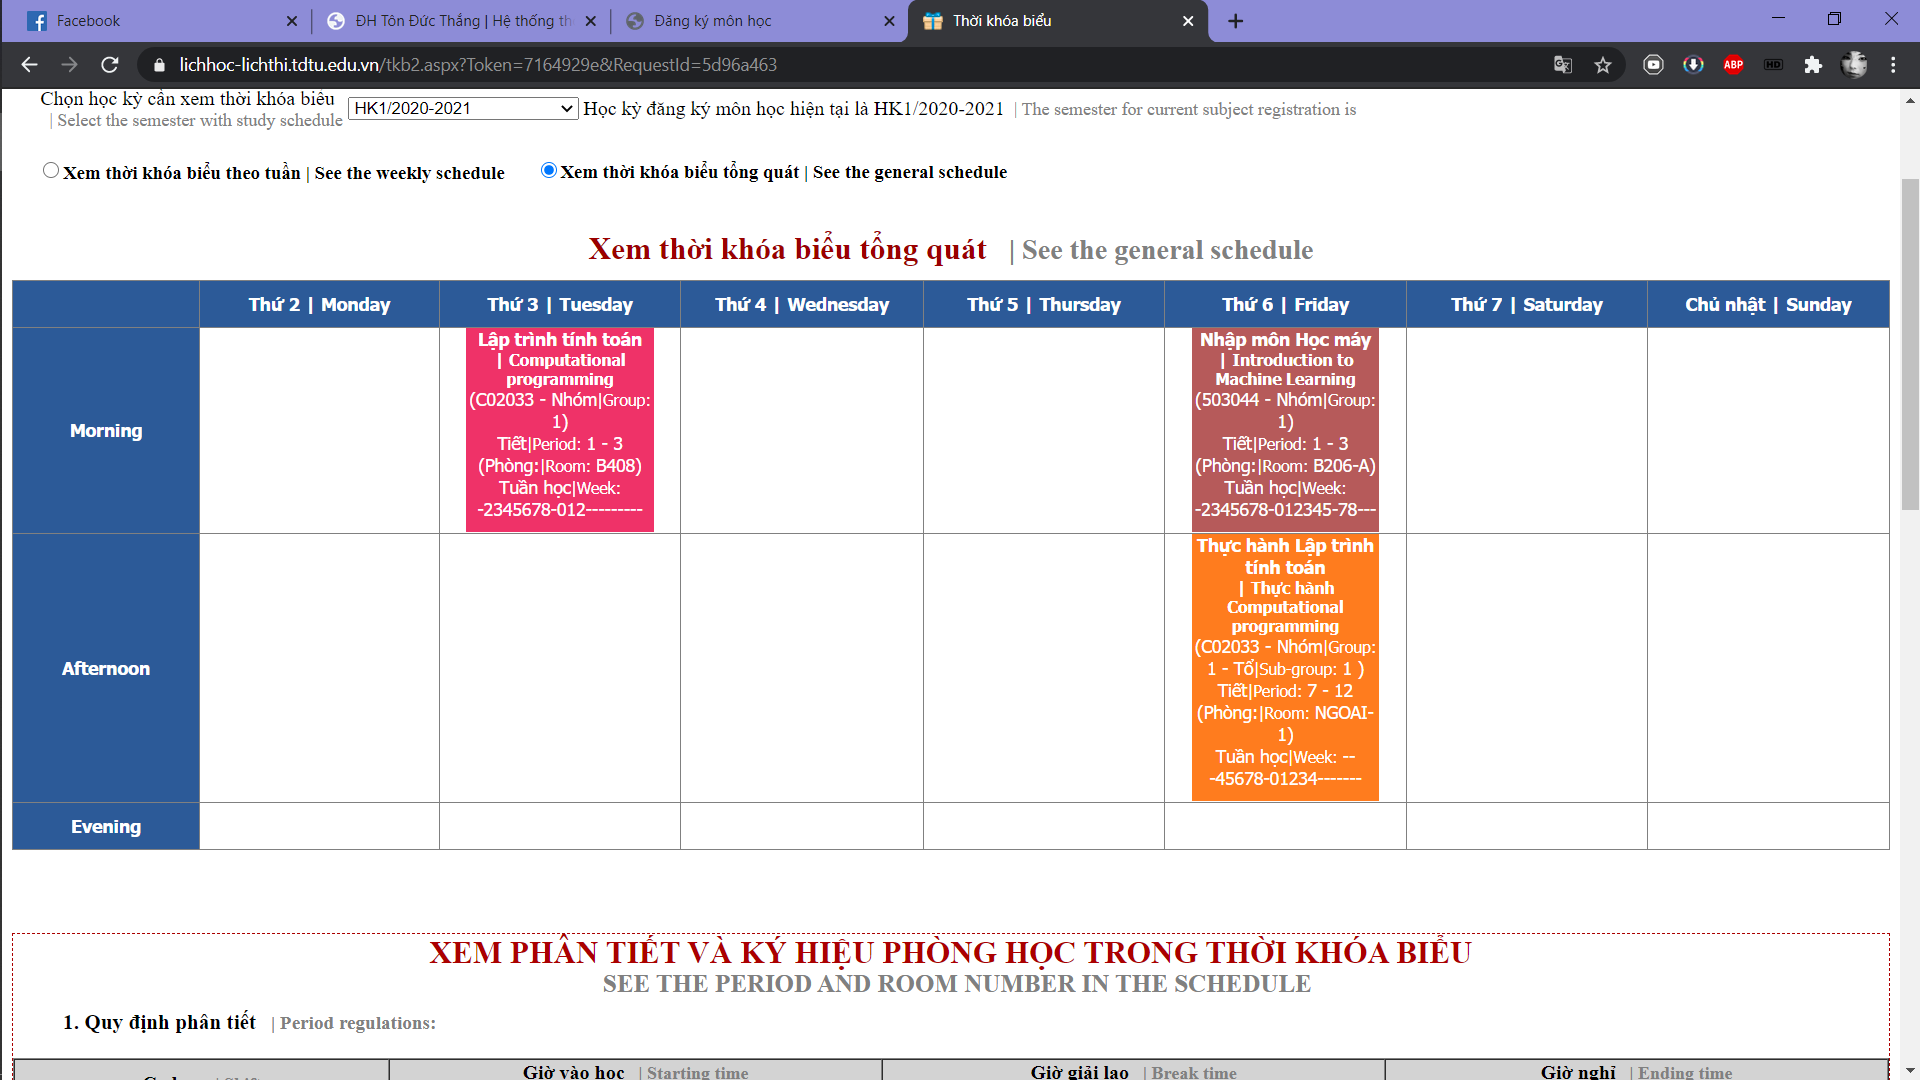 Facebook
ĐH Tôn Đức Thắng | Hệ thống th
Đăng ký môn học
Thời khóa biểu
lichhoc-lichthi.tdtu.edu.vn/tkb2.aspx?Token=7164929e&RequestId=5d96a463
ABP
HD
Chọn học kỳ cần xem thời khóa biểu
| Select the semester with study schedule
HK1/2020-2021
Học kỳ đăng ký môn học hiện tại là HK1/2020-2021 | The semester for current subject registration is
Xem thời khóa biểu theo tuần | See the weekly schedule
Xem thời khóa biểu tổng quát | See the general schedule
Xem thời khóa biểu tổng quát | See the general schedule
Thứ 2 | Monday
Thứ 3 | Tuesday
Thứ 4 | Wednesday
Thứ 5 | Thursday
Thứ 6 | Friday
Thứ 7 | Saturday
Chủ nhật | Sunday
Morning
Lập trình tính toán
| Computational
programming
(C02033 - Nhóm|Group:
1)
Tiết|Period: 1 - 3
(Phòng:|Room: B408)
Tuần học|Week:
-2345678-012---------
Nhập môn Học máy
| Introduction to
Machine Learning
(503044 - Nhóm|Group:
1)
Tiết|Period: 1 - 3
(Phòng:|Room: B206-A)
Tuần học|Week:
-2345678-012345-78---
Afternoon
Thực hành Lập trình
tính toán
| Thực hành
Computational
programming
(C02033 - Nhóm|Group:
1 - Tổ|Sub-group: 1 )
Tiết|Period: 7 - 12
(Phòng:|Room: NGOAI-
1)
Tuần học|Week: --
-45678-01234-------
Evening
XEM PHÂN TIẾT VÀ KÝ HIỆU PHÒNG HỌC TRONG THỜI KHÓA BIỂU
SEE THE PERIOD AND ROOM NUMBER IN THE SCHEDULE
1. Quy định phân tiết | Period regulations:
Giờ vào học | Starting time
Giờ giải lao | Break time
Giờ nghỉ | Ending time